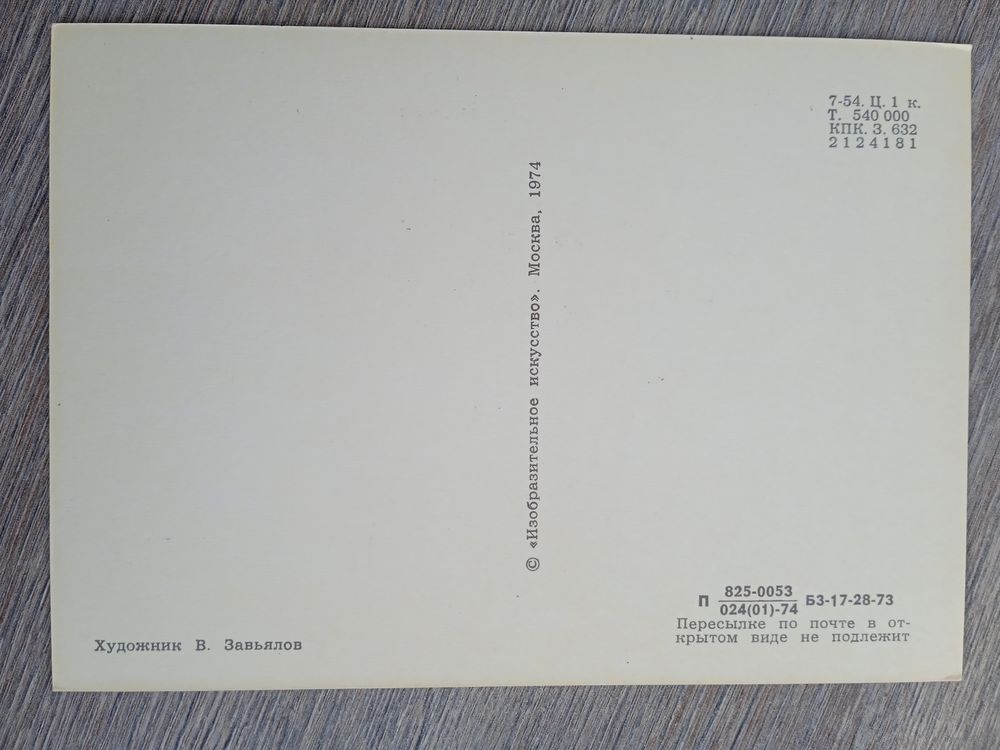 7-54. Ц. 1 к.
Т. 540 000
КПК. З. 632
2124181
© «Изобразительное искусство». Москва, 1974
Художник В. Завьялов
П 825-0053 БЗ-17-28-73
024(01)-74
Пересылке по почте в от-
крытом виде не подлежит